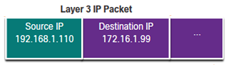 Layer 3 IP Packet
Source IP
192.168.1.110
Destination IP
172.16.1.99
...